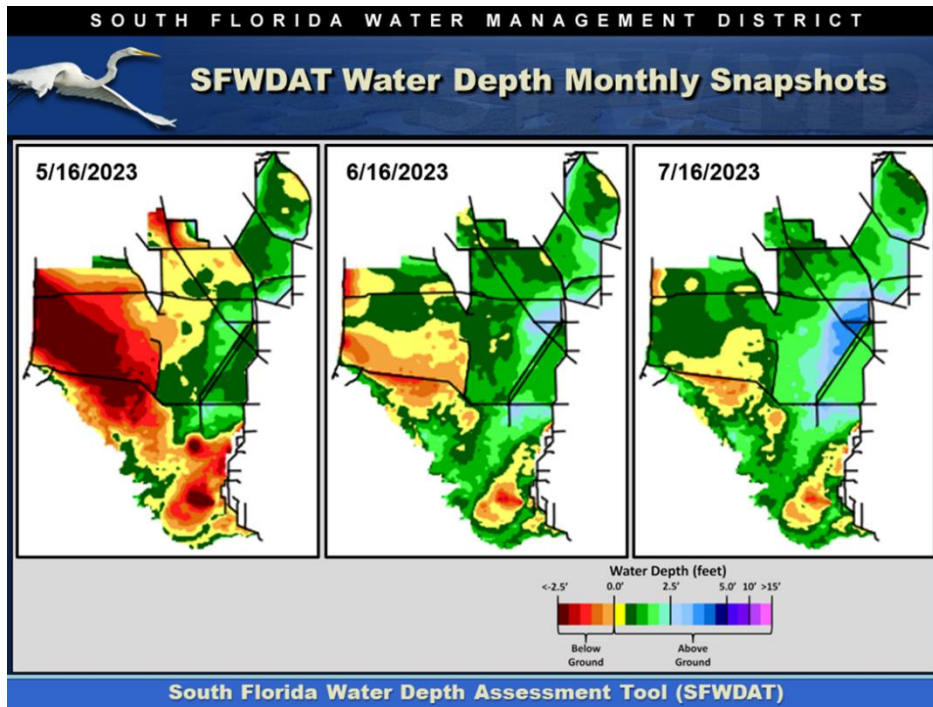 SOUTH FLORIDA WATER MANAGEMENT DISTRICT
SFWDAT Water Depth Monthly Snapshots
SFWMD
5/16/2023
6/16/2023
7/16/2023
Water Depth (feet)
<-2.5' 0.0' 2.5' 5.0' 10' >15'
Below Ground
Above Ground
South Florida Water Depth Assessment Tool (SFWDAT)